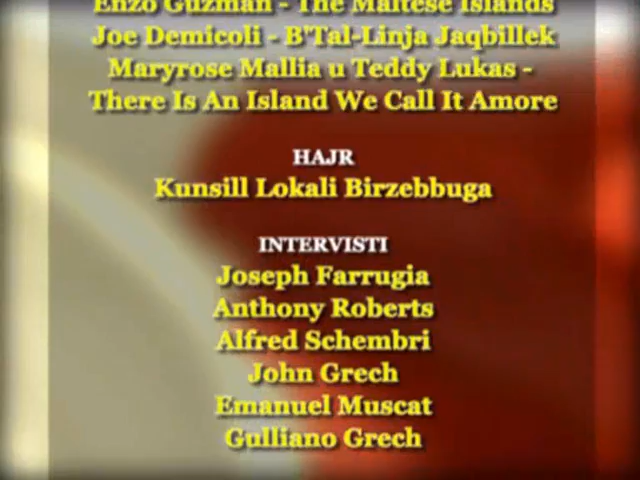 Enzo Guzman - The Maltese Islands
Joe Demicoli - B'Tal-Linja Jaqbillek
Maryrose Mallia u Teddy Lukas -
There Is An Island We Call It Amore
HAJR
Kunsill Lokali Birzebbuga
INTERVISTI
Joseph Farrugia
Anthony Roberts
Alfred Schembri
John Grech
Emanuel Muscat
Gulliano Grech